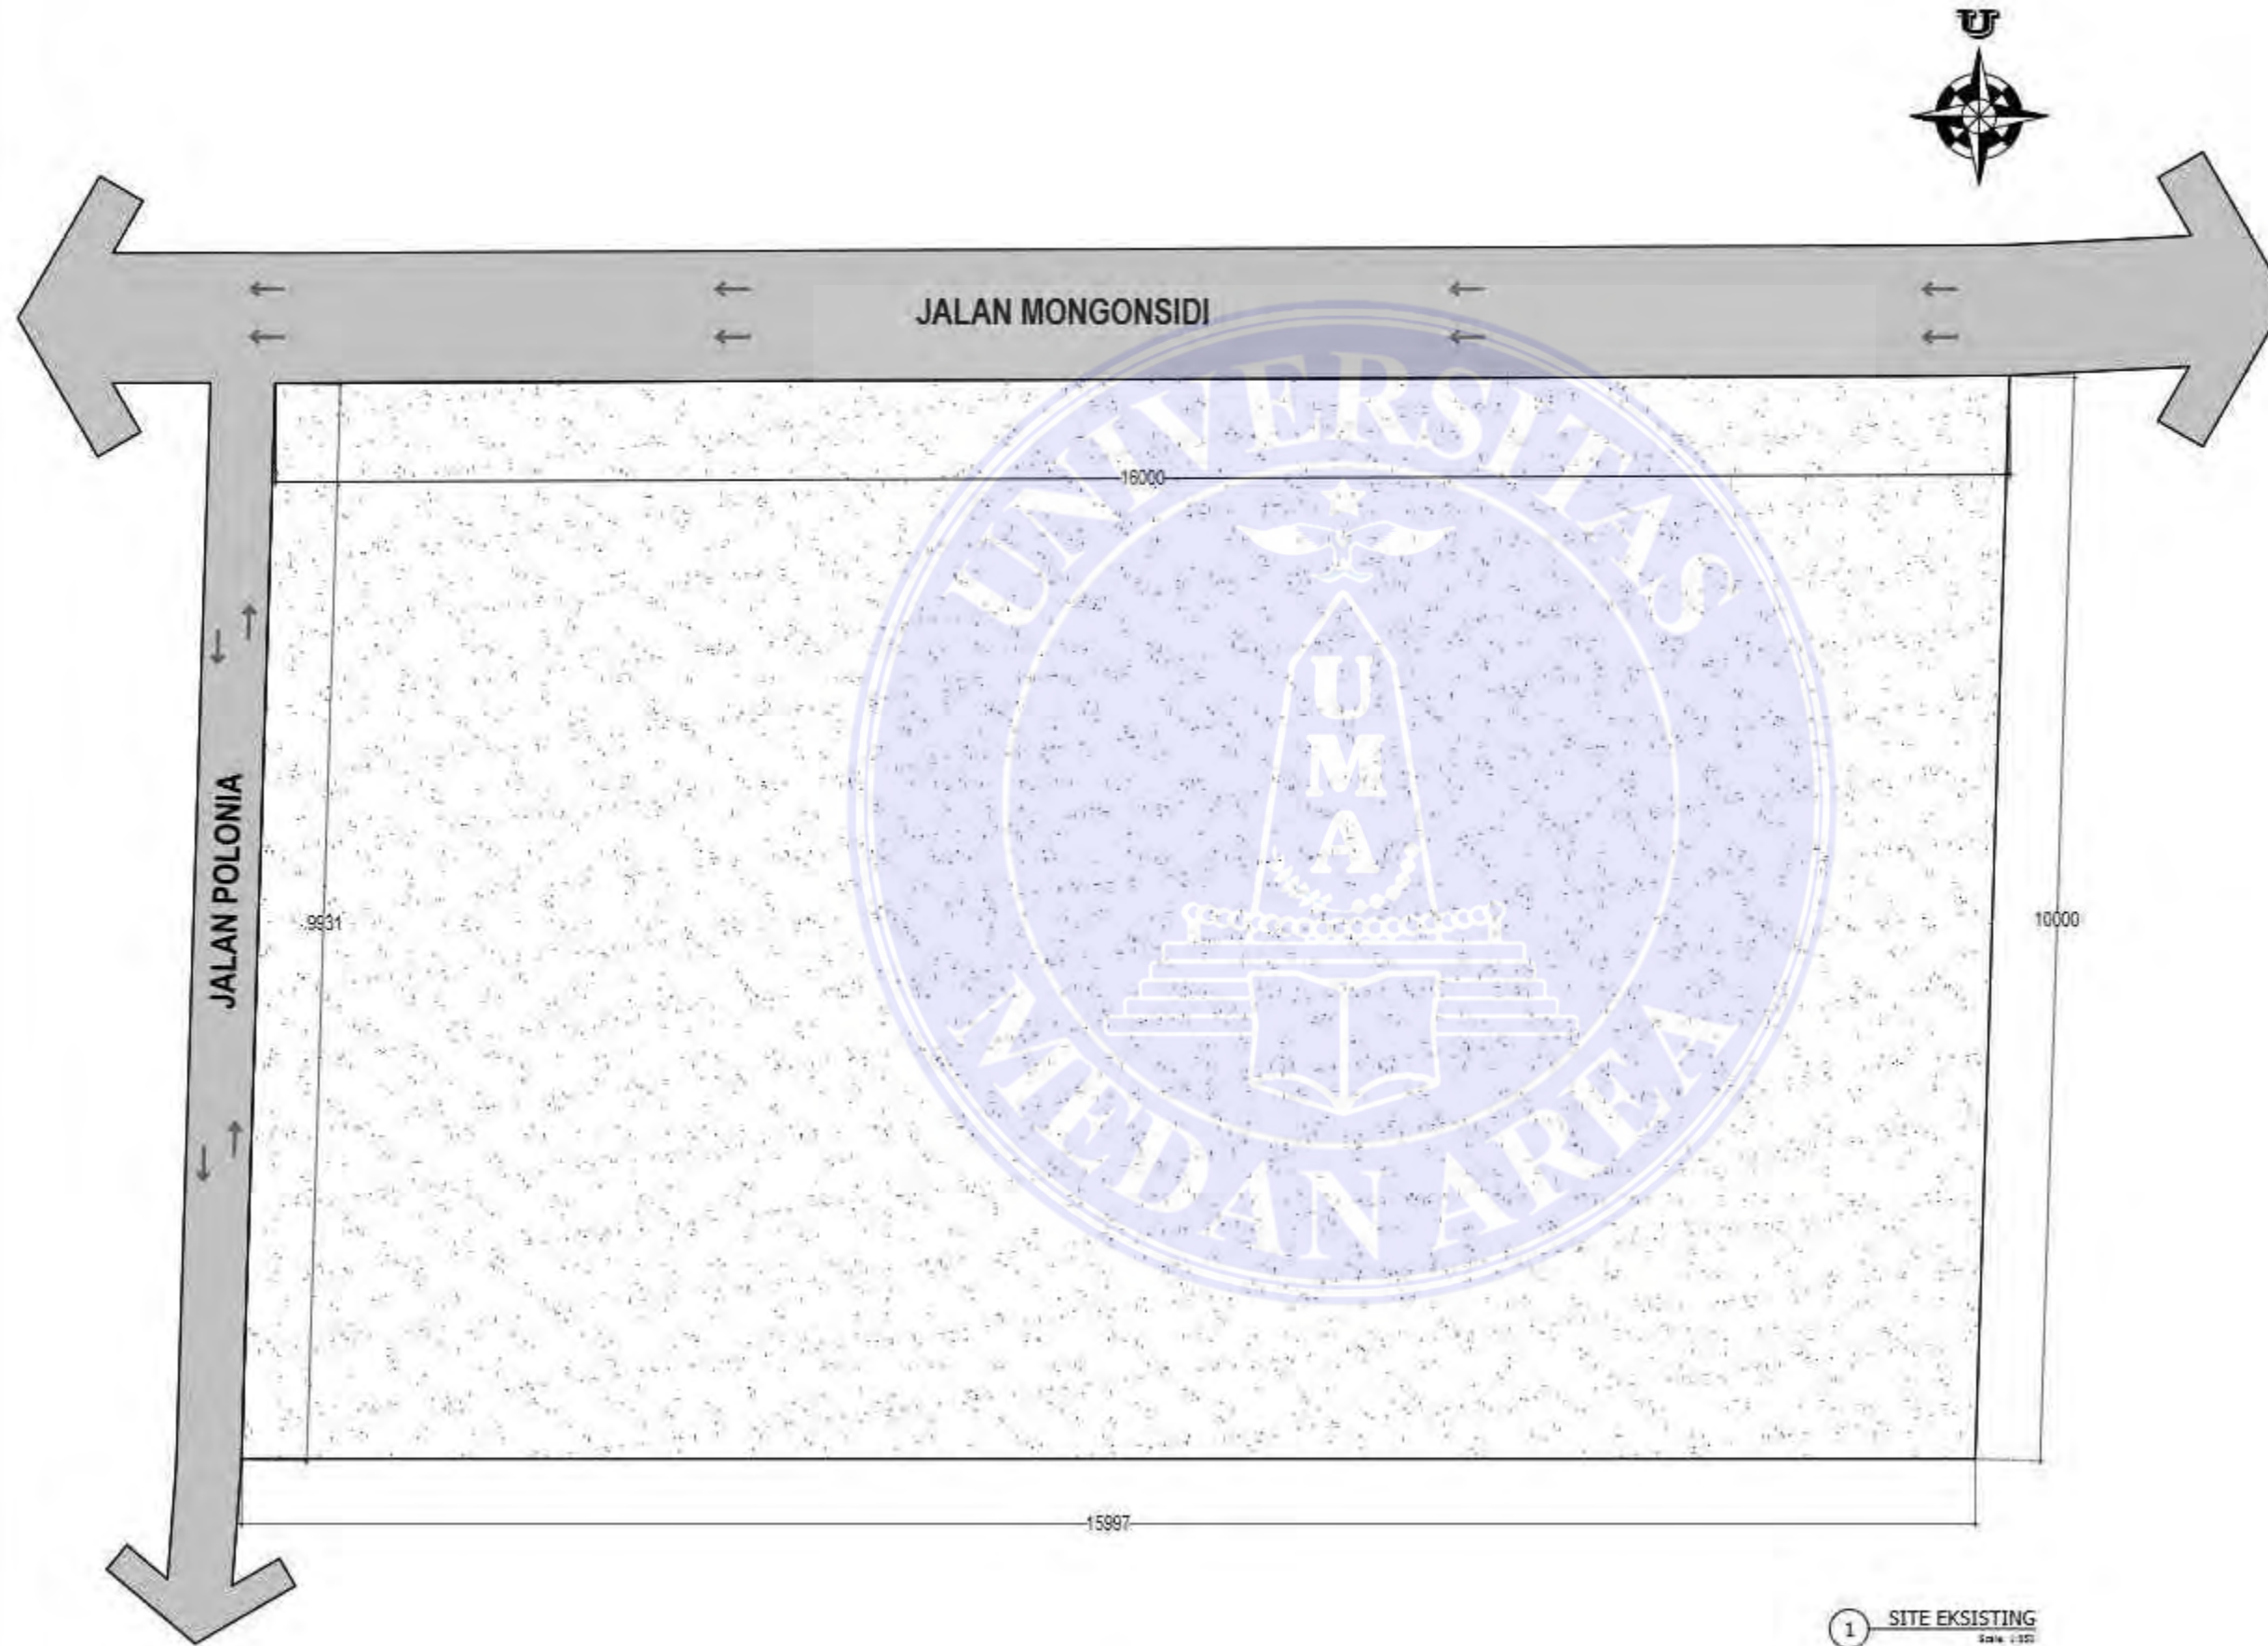 U
JALAN MONGONSIDI
16000
UNIVERSITAS
U
M
A
JALAN POLONIA
9931
10000
MEDAN AREA
15997
1
SITE EKSISTING